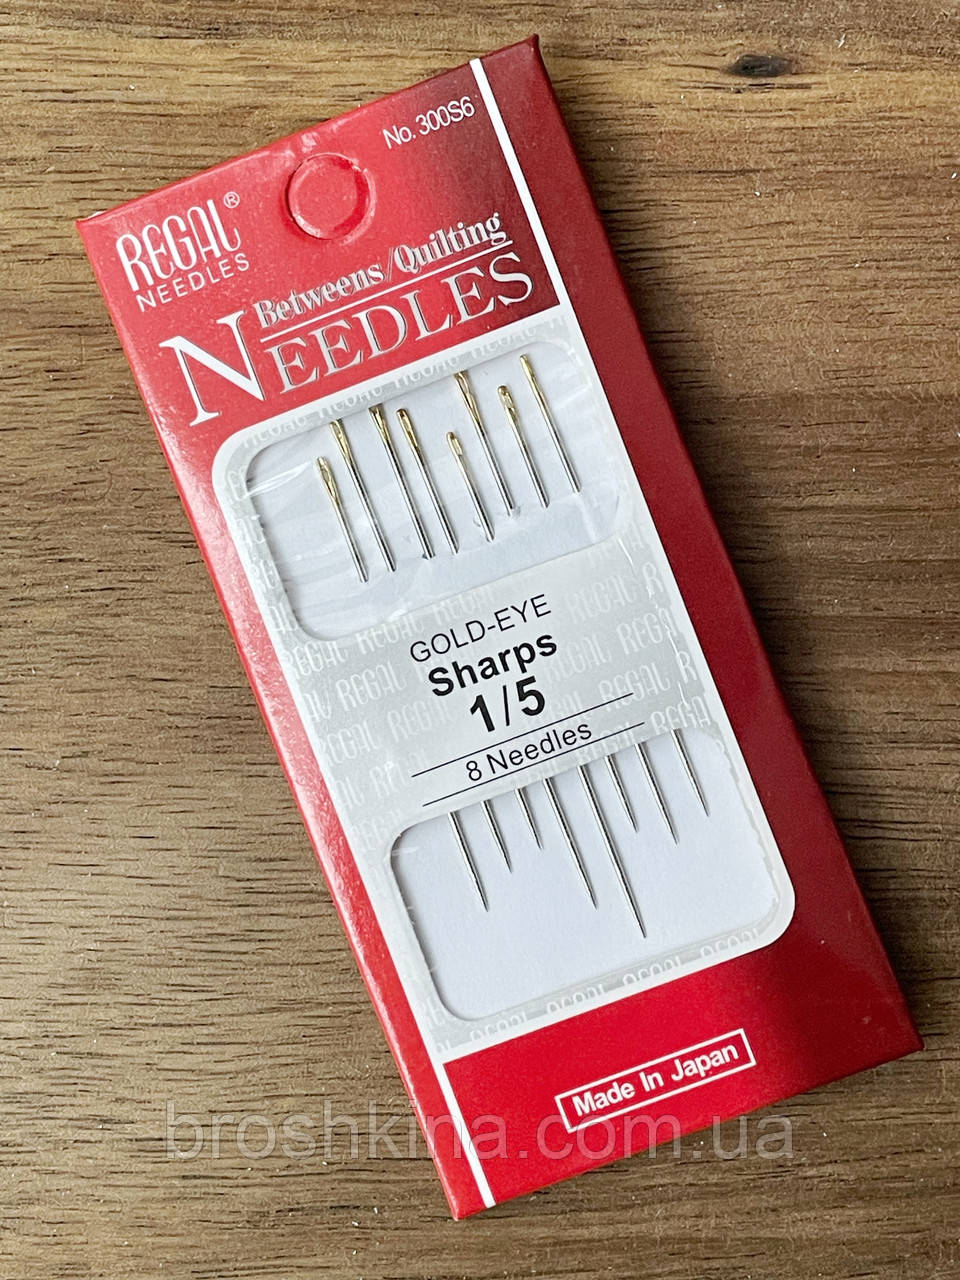 No. 300S6
REGAL®
NEEDLES
Betweens/Quilting
NEEDLES
GOLD-EYE
Sharps
1/5
8 Needles
Made In Japan
broshkina.com.ua